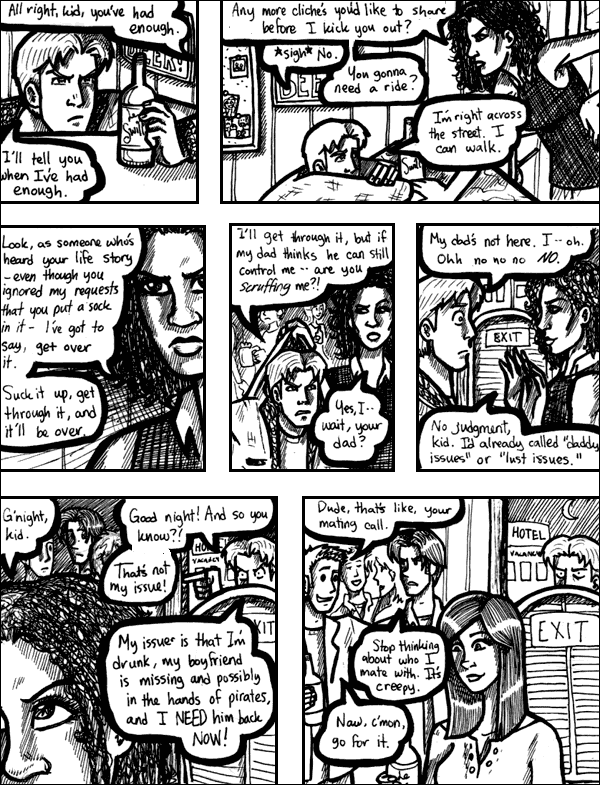 All right, kid, you've had
enough.
BEER!
Swill
I'll tell you
when I've had
enough.
Any more cliche's you'd like to share
before I kick you out?
*sigh* No.
You gonna
need a ride?
I'm right across
the street. I
can walk.
Look, as someone who's
heard your life story
- even though you
ignored my requests
that you put a sock
in it - I've got to
say, get over
it.
Suck it up, get
through it, and
it'll be over.
I'll get through it, but if
my dad thinks he can still
control me -- are you
scruffing me?!
Yes, I--
wait, your
dad?
My dad's not here. I -- oh.
Ohh no no no NO.
EXIT
No judgment,
kid. I'd already called "daddy
issues" or "lust issues."
G'night,
kid.
Good night! And so you
know??
That's not
my issue!
HOTEL
VACANCY
EXIT
My issue is that I'm
drunk, my boyfriend
is missing and possibly
in the hands of pirates,
and I NEED him back
NOW!
Dude, that's like, your
mating call.
HOTEL
VACANCY
EXIT
Stop thinking
about who I
mate with. It's
creepy.
Naw, c'mon,
go for it.